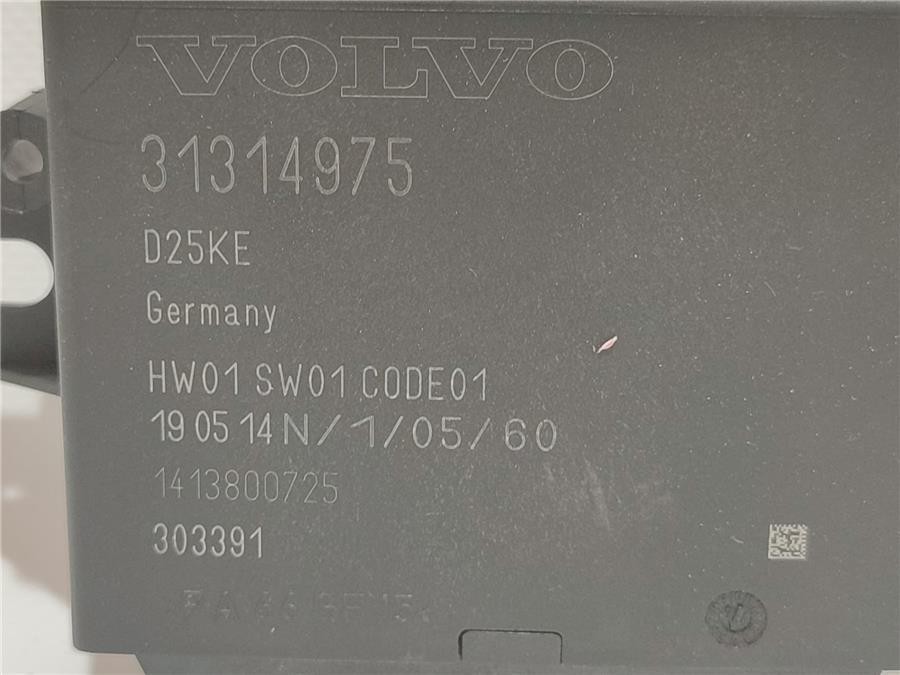 VOLVO
31314975
D25KE
Germany
HW01 SW01 CODE01
19 05 14 N/1/05/60
1413800725
303391